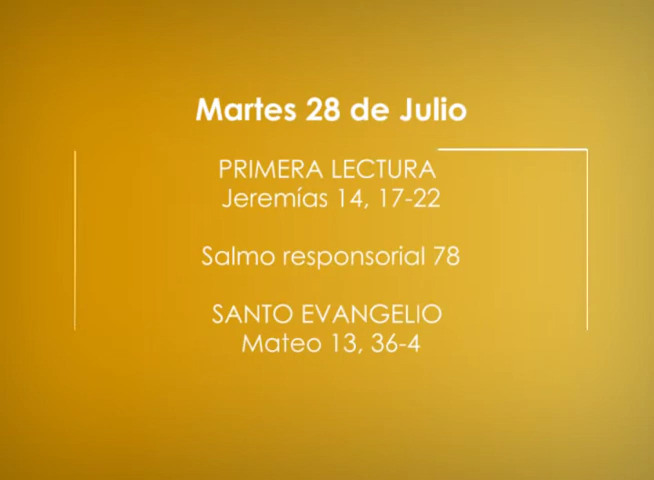 Martes 28 de Julio
PRIMERA LECTURA
Jeremías 14, 17-22
Salmo responsorial 78
SANTO EVANGELIO
Mateo 13, 36-4